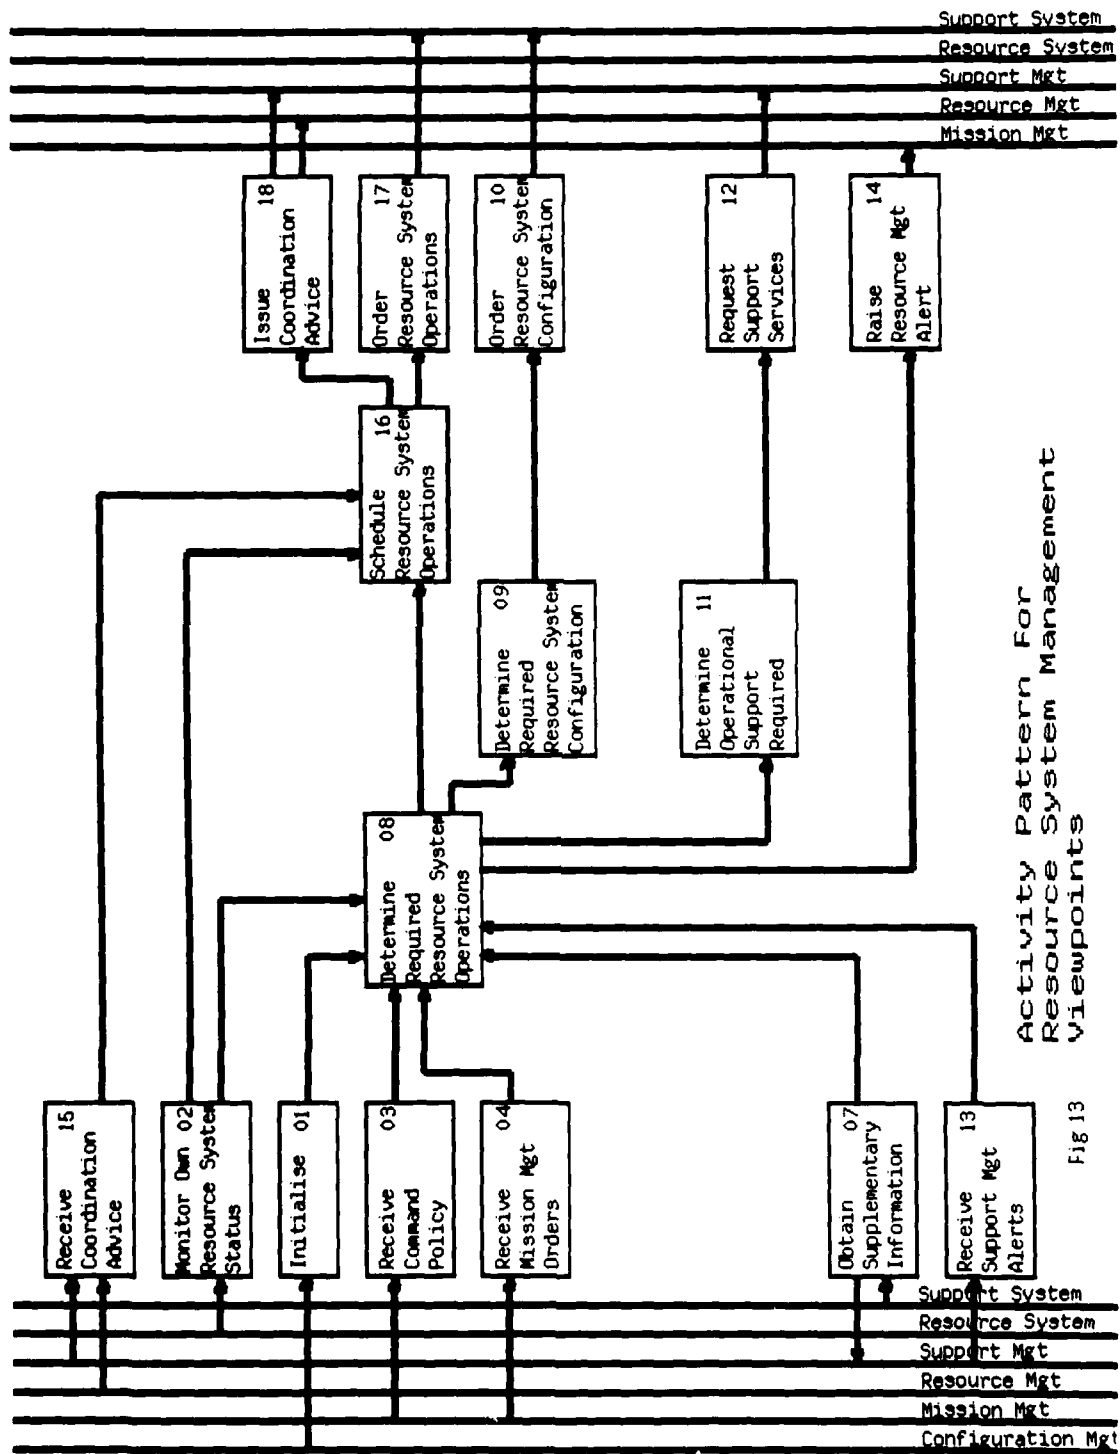 Support System
Resource System
Support Mgt
Resource Mgt
Mission Mgt
18
Issue
Coordination
Advice
17
Order
Resource System
Operations
10
Order
Resource System
Configuration
12
Request
Support
Services
14
Raise
Resource Mgt
Alert
16
Schedule
Resource System
Operations
09
Determine
Required
Resource System
Configuration
11
Determine
Operational
Support
Required
08
Determine
Required
Resource System
Operations
15
Receive
Coordination
Advice
Monitor Own 02
Resource System
Status
Initialise 01
03
Receive
Command
Policy
04
Receive
Mission Mgt
Orders
07
Obtain
Supplementary
Information
13
Receive
Support Mgt
Alerts
Support System
Resource System
Support Mgt
Resource Mgt
Mission Mgt
Configuration Mgt
Fig 13
Activity Pattern For
Resource System Management
Viewpoints